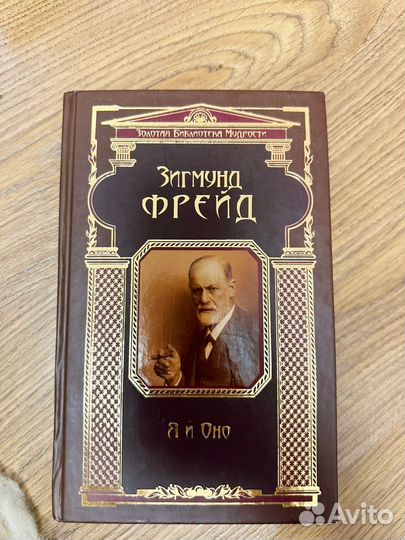 Золотая Библиотека Мудрости
Зигмунд
Фрейд
Я и Оно
Avito